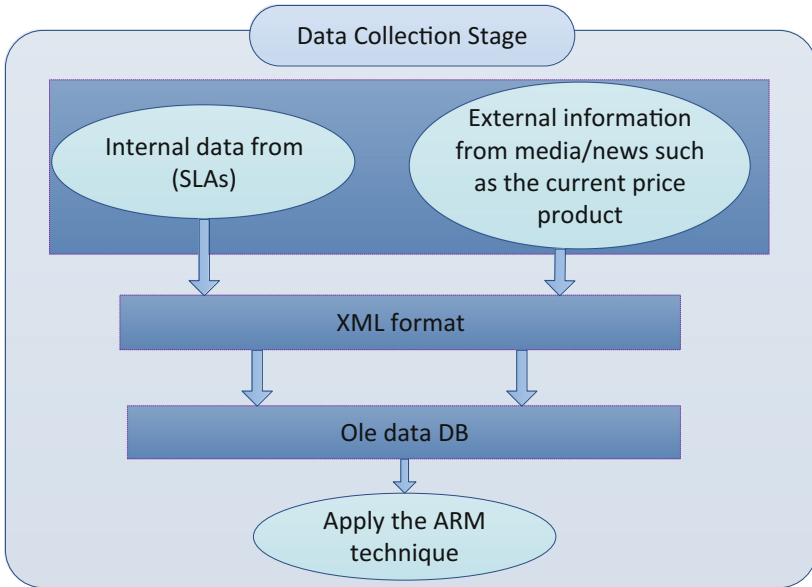 Data Collection Stage
Internal data from
(SLAs)
External information
from media/news such
as the current price
product
XML format
Ole data DB
Apply the ARM
technique